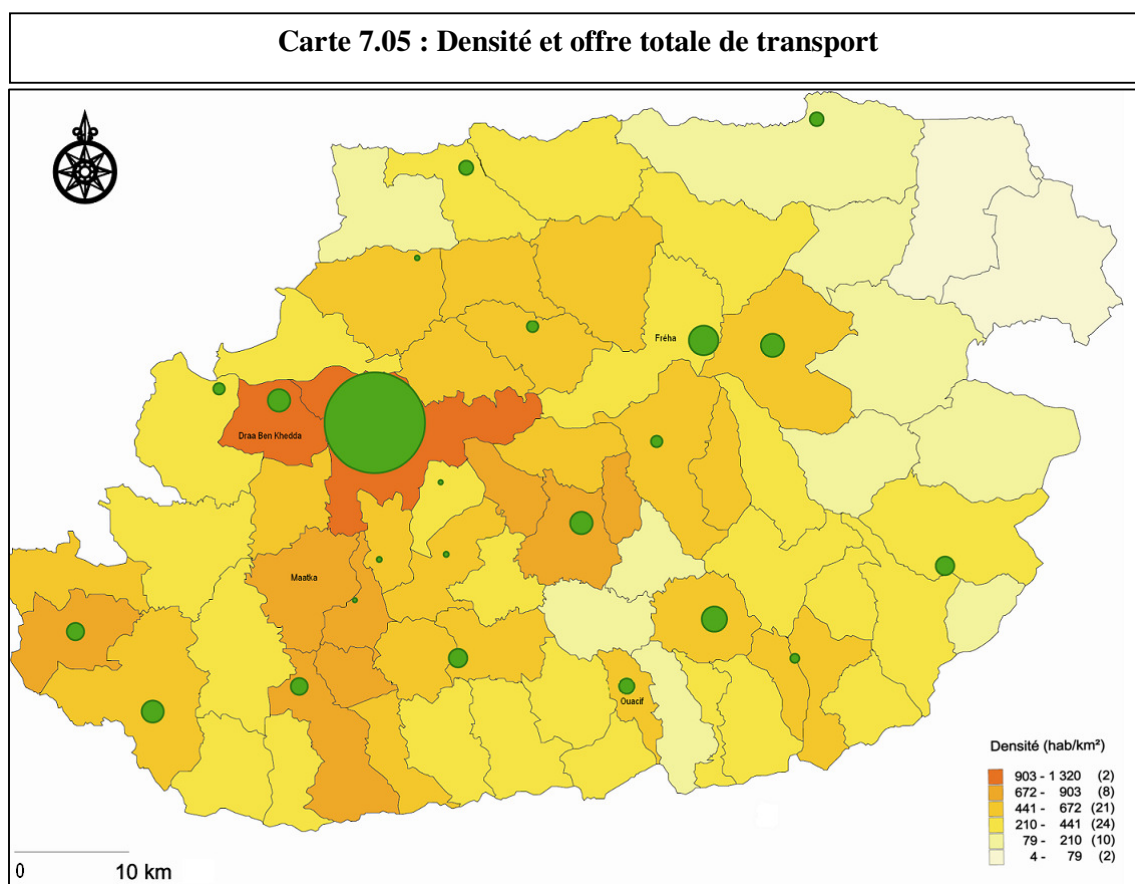 Carte 7.05 : Densité et offre totale de transport
Fréha
Draa Ben Khedda
Maatka
Ouacif
Densité (hab/km²)
903 - 1 320 (2)
672 - 903 (8)
441 - 672 (21)
210 - 441 (24)
79 - 210 (10)
4 - 79 (2)
0 10 km